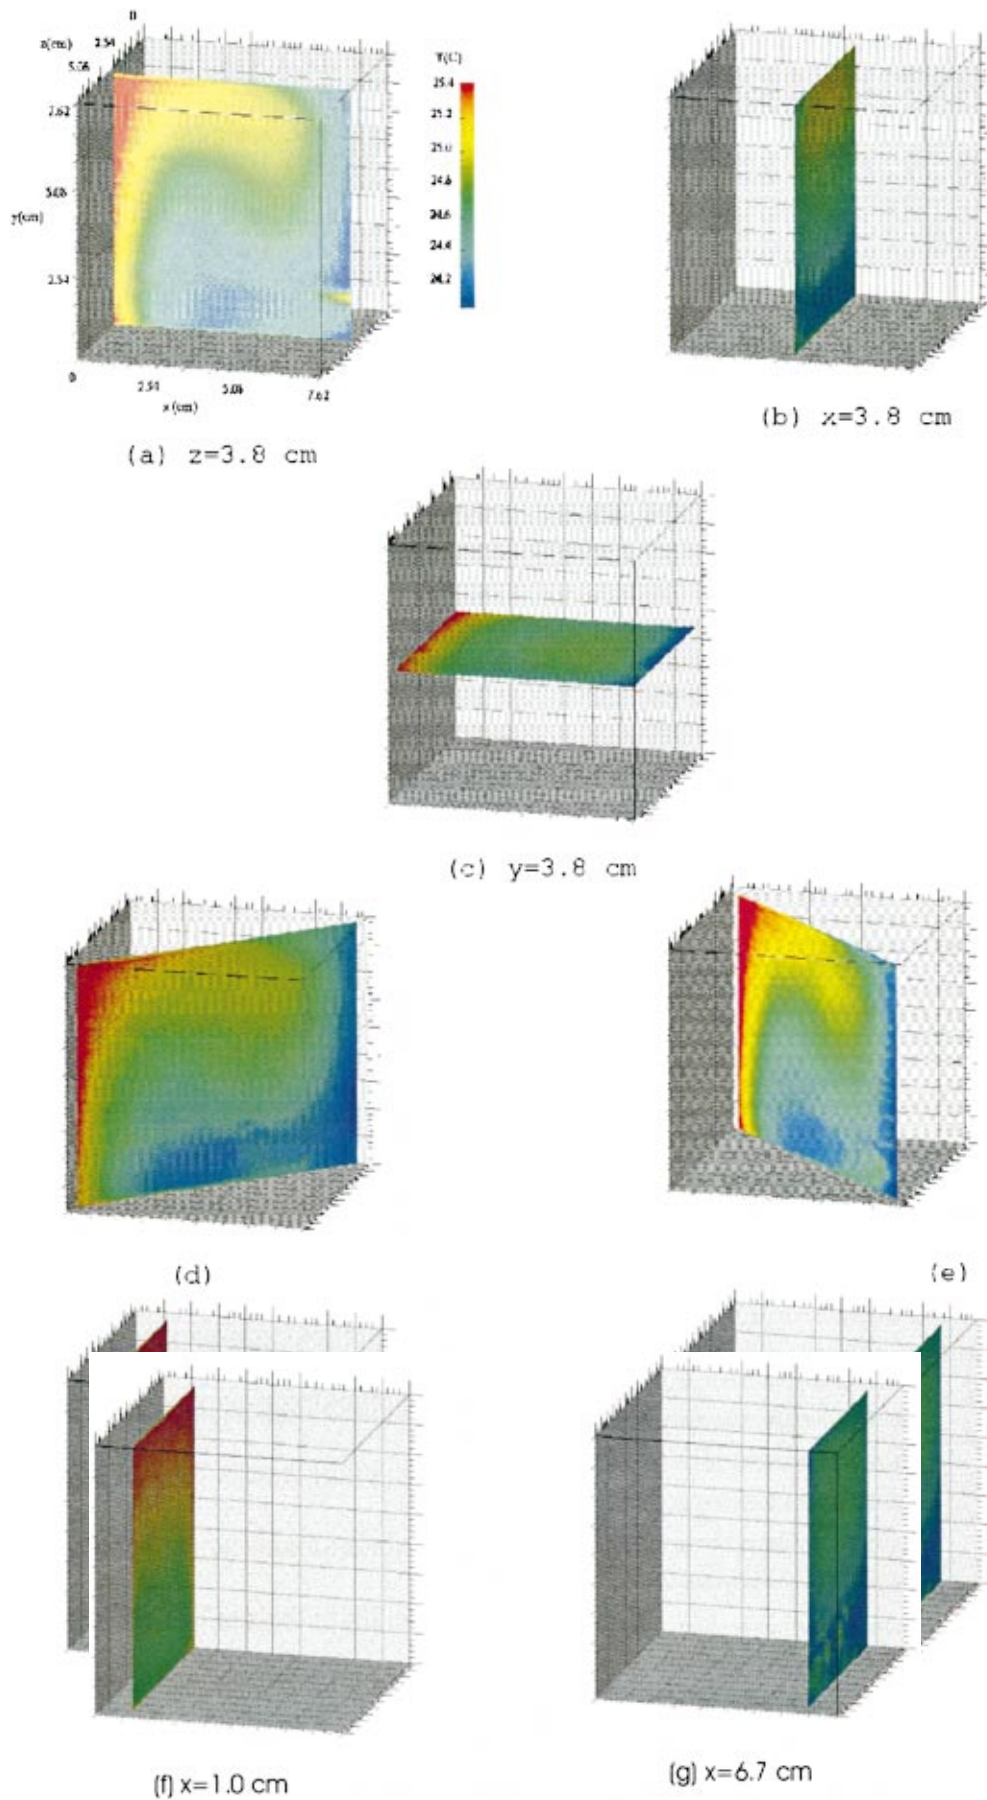 0
z(cm) 2.54
5.08
7.62
5.08
y(cm)
2.54
0
2.54 5.08 7.62
x(cm)
T(C)
25.4
25.2
25.0
24.8
24.6
24.4
24.2
(a) z=3.8 cm
(b) x=3.8 cm
(c) y=3.8 cm
(d)
(e)
(f) x=1.0 cm
(g) x=6.7 cm